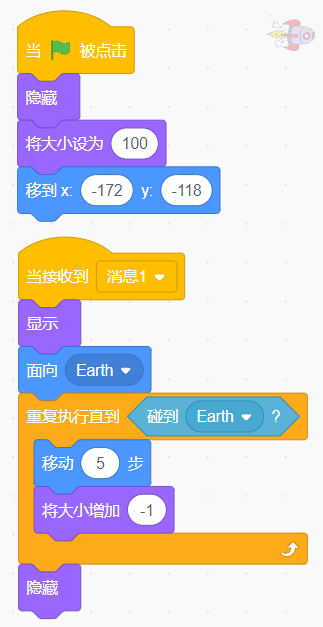 当 被点击
隐藏
将大小设为 100
移到 x: -172 y: -118
当接收到 消息1
显示
面向 Earth
重复执行直到 碰到 Earth ?
移动 5 步
将大小增加 -1
隐藏